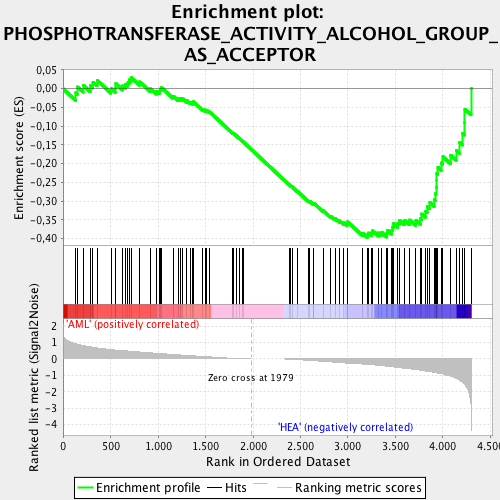 Enrichment plot:
PHOSPHOTRANSFERASE_ACTIVITY_ALCOHOL_GROUP_
AS_ACCEPTOR
Enrichment score (ES)
0,05
0,00
-0,05
-0,10
-0,15
-0,20
-0,25
-0,30
-0,35
-0,40
'AML' (positively correlated)
Ranked list metric (Signal2Noise)
2
1
0
-1
-2
-3
-4
Zero cross at 1979
'HEA' (negatively correlated)
0
500
1 000
1 500
2 000
2 500
3 000
3 500
4 000
4 500
Rank in Ordered Dataset
Enrichment profile
Hits
Ranking metric scores